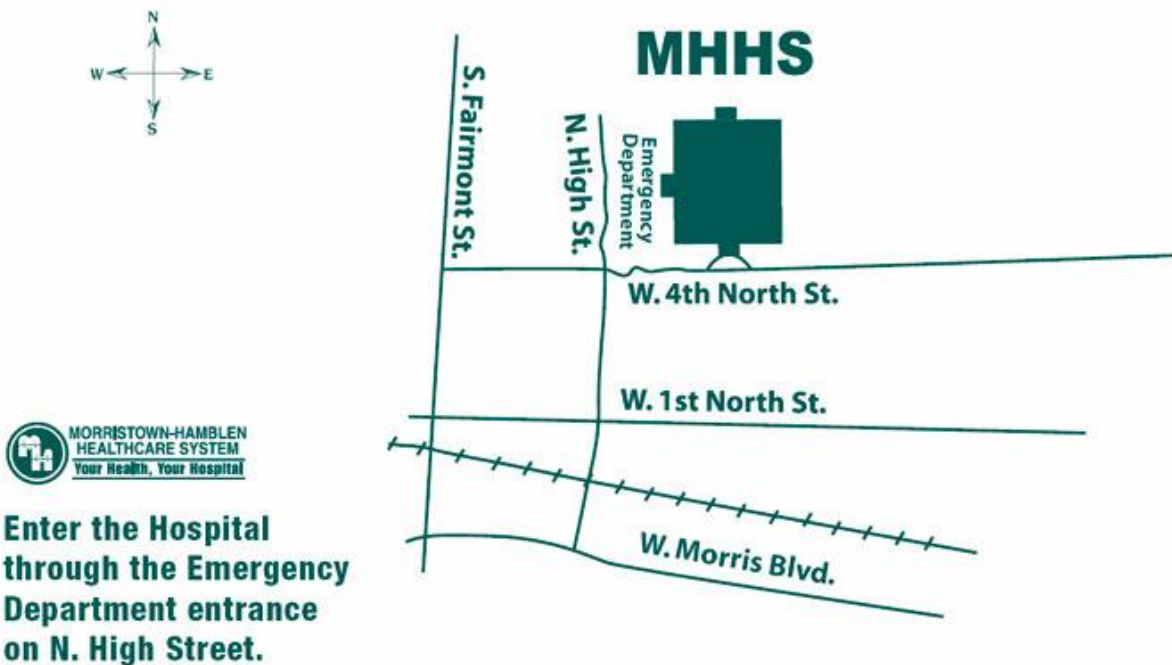 N
W
E
S
MHHS
S. Fairmont St.
N. High St.
Emergency
Department
W. 4th North St.
W. 1st North St.
W. Morris Blvd.
mh
MORRISTOWN-HAMBLEN
HEALTHCARE SYSTEM
Your Health, Your Hospital
Enter the Hospital
through the Emergency
Department entrance
on N. High Street.